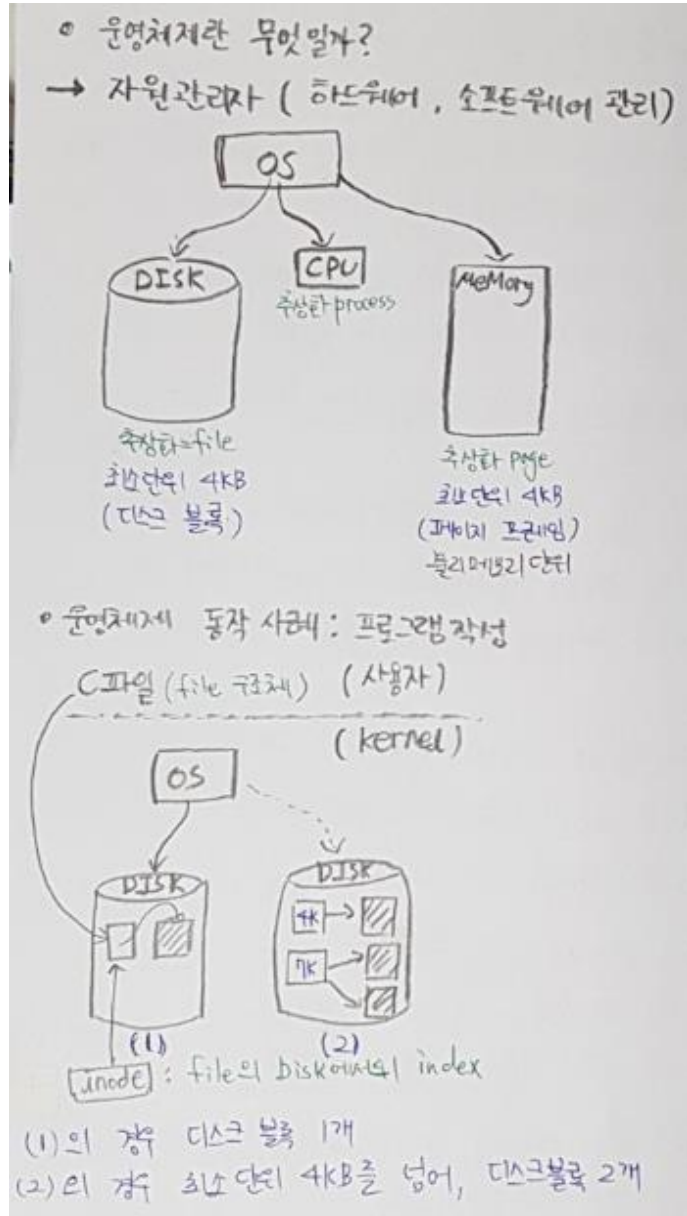 • 운영체제란 무엇일까?
→ 자원관리자 ( 하드웨어, 소프트웨어 관리)
OS
DISK
CPU
MeMory
추상화 process
추상화=file
최소단위 4KB
(디스크 블록)
추상화 page
최소단위 4KB
(페이지 프레임)
물리메모리단위
• 운영체제 동작 사례 : 프로그램 작성
C파일 (file 구조체) (사용자)
(kernel)
OS
DISK
DISK
4K
7K
(1)
(2)
inode : file의 Disk에서의 index
(1)의 경우 디스크 블록 1개
(2)의 경우 최소 단위 4KB를 넘어, 디스크블록 2개